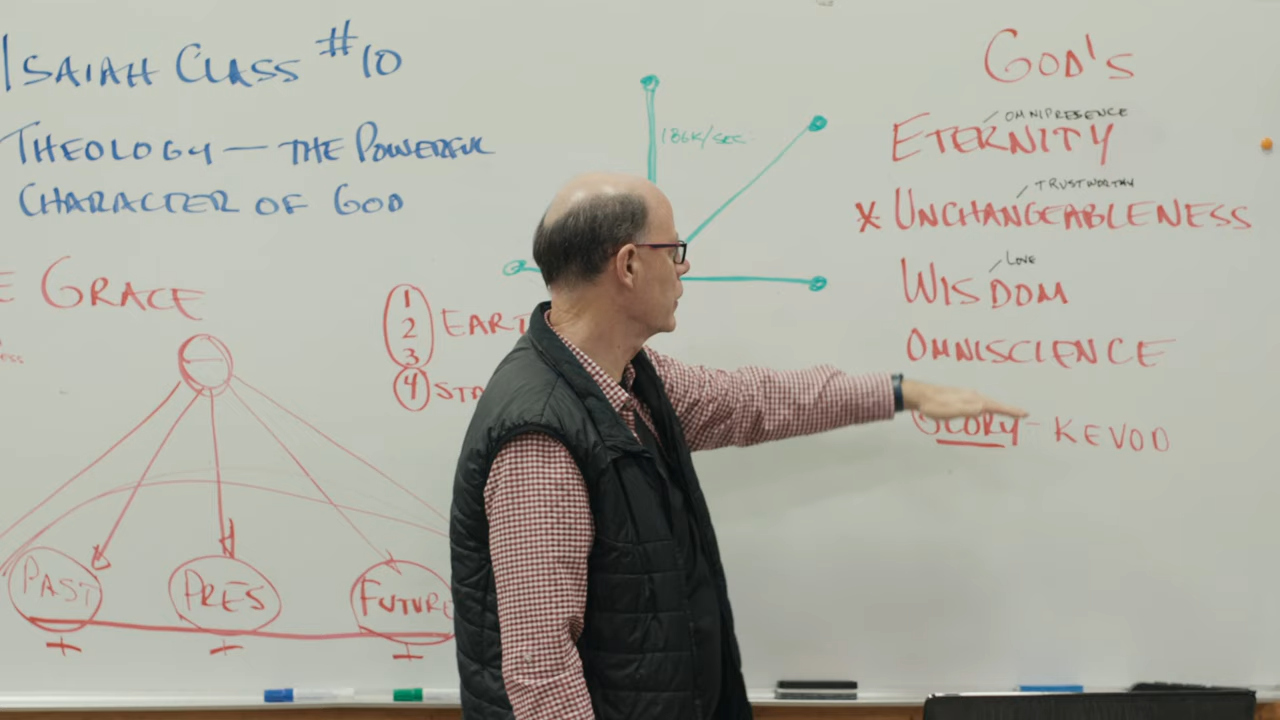 ISAIAH CLASS #10
THEOLOGY — THE POWERFUL
CHARACTER OF GOD
GRACE
1
2
3
4
PAST
PRES
FUTURE
186K/SEC
GOD'S
OMNIPRESENCE
ETERNITY
TRUSTWORTHY
X UNCHANGEABLENESS
LOVE
WISDOM
OMNISCIENCE
GLORY - KEVOD